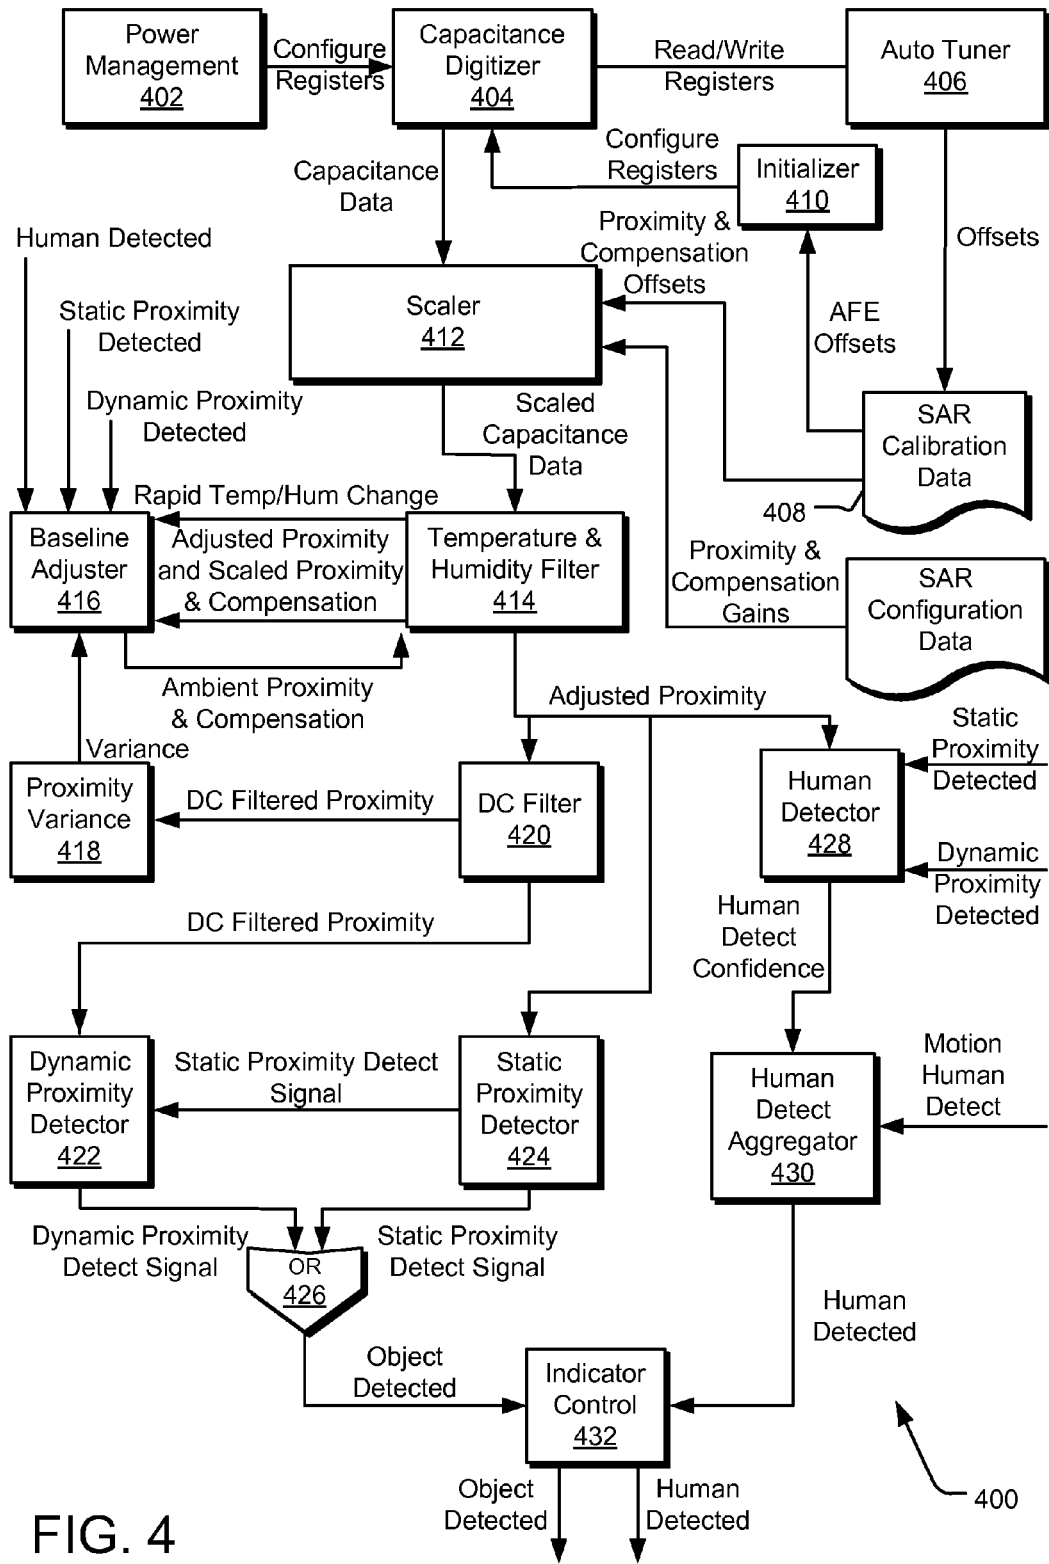 Power
Management
402
Configure
Registers
Capacitance
Digitizer
404
Read/Write
Registers
Auto Tuner
406
Capacitance
Data
Configure
Registers
Initializer
410
Offsets
Human Detected
Proximity &
Compensation
Offsets
AFE
Offsets
Static Proximity
Detected
Scaler
412
Dynamic Proximity
Detected
Scaled
Capacitance
Data
SAR
Calibration
Data
408
Rapid Temp/Hum Change
Baseline
Adjuster
416
Adjusted Proximity
and Scaled Proximity
& Compensation
Temperature &
Humidity Filter
414
Proximity &
Compensation
Gains
SAR
Configuration
Data
Ambient Proximity
& Compensation
Adjusted Proximity
Variance
Static
Proximity
Detected
Proximity
Variance
418
DC Filtered Proximity
DC Filter
420
Human
Detector
428
Dynamic
Proximity
Detected
DC Filtered Proximity
Human
Detect
Confidence
Dynamic
Proximity
Detector
422
Static Proximity Detect
Signal
Static
Proximity
Detector
424
Human
Detect
Aggregator
430
Motion
Human
Detect
Dynamic Proximity
Detect Signal
OR
426
Static Proximity
Detect Signal
Human
Detected
Object
Detected
Indicator
Control
432
Object
Detected
Human
Detected
400
FIG. 4